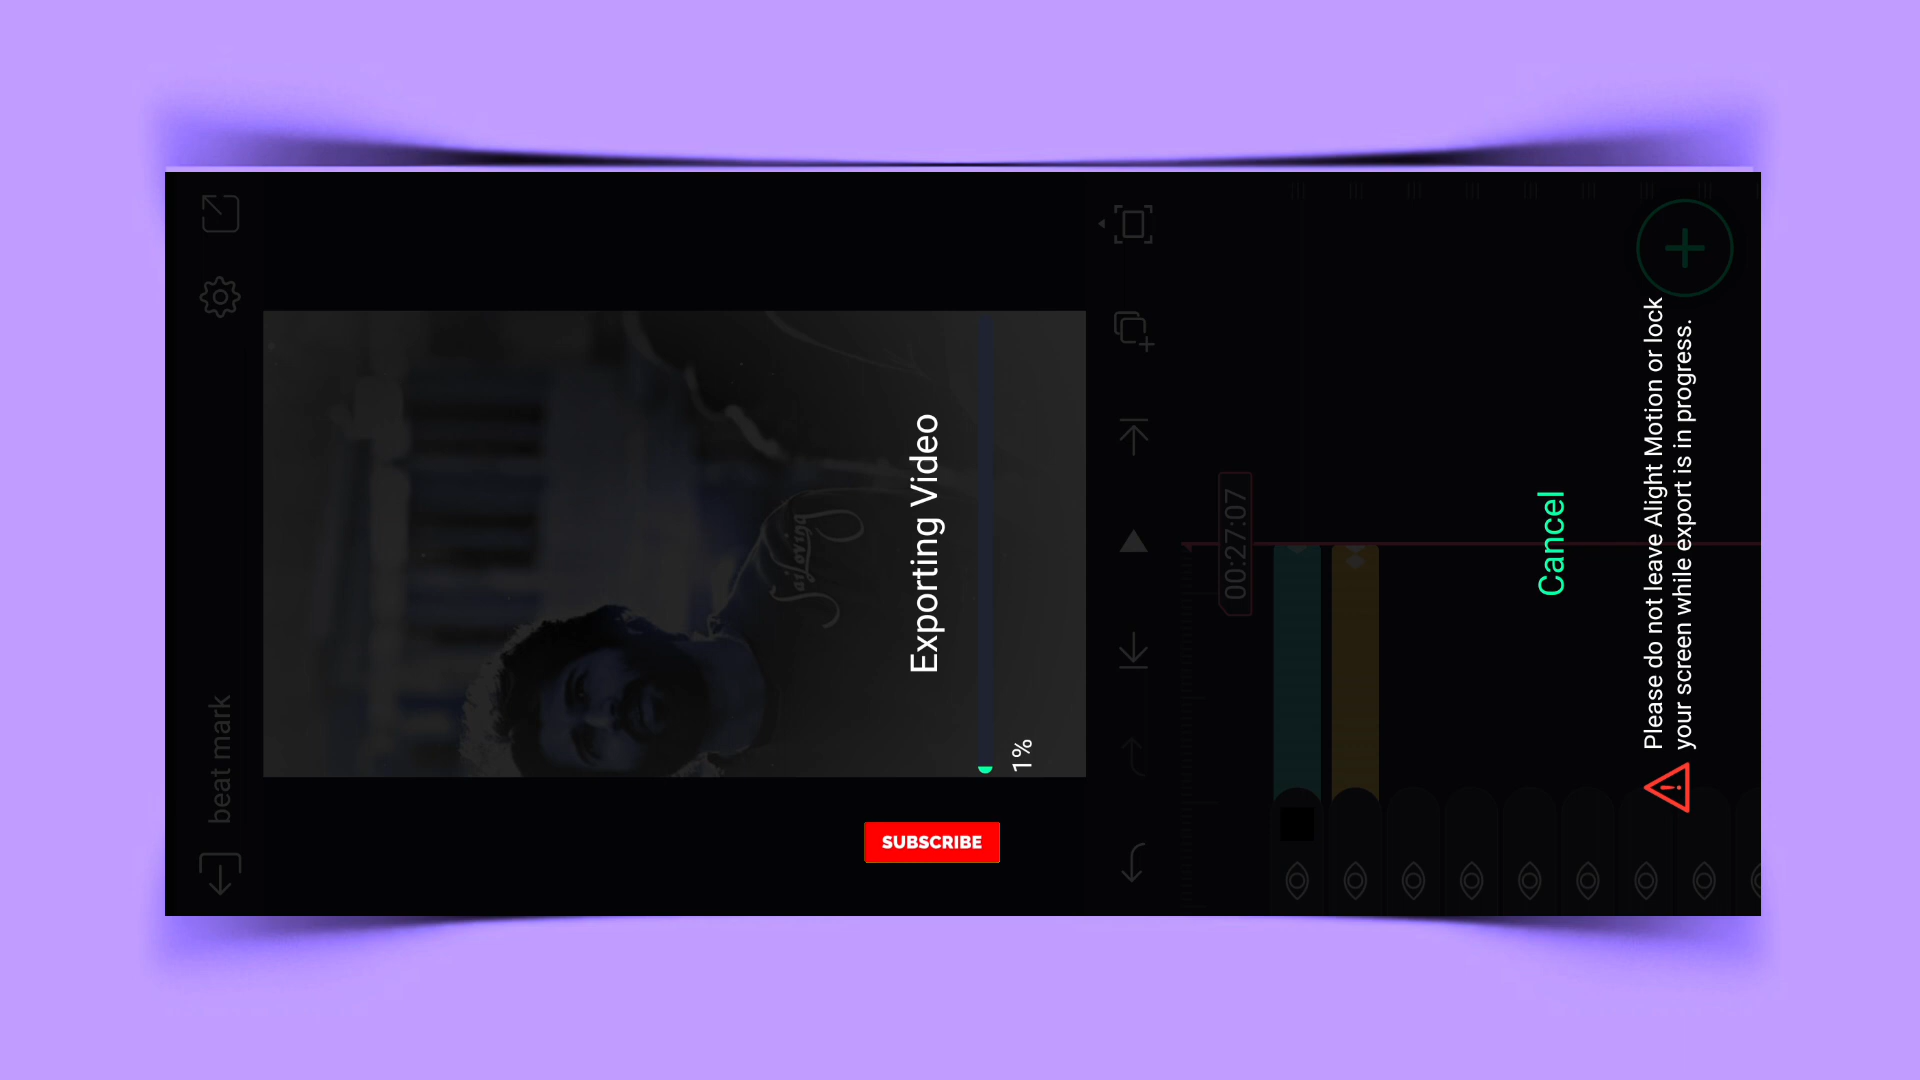 beat mark
SaiLovisha
Exporting Video
1%
SUBSCRIBE
00:27:07
Cancel
Please do not leave Alight Motion or lock
your screen while export is in progress.